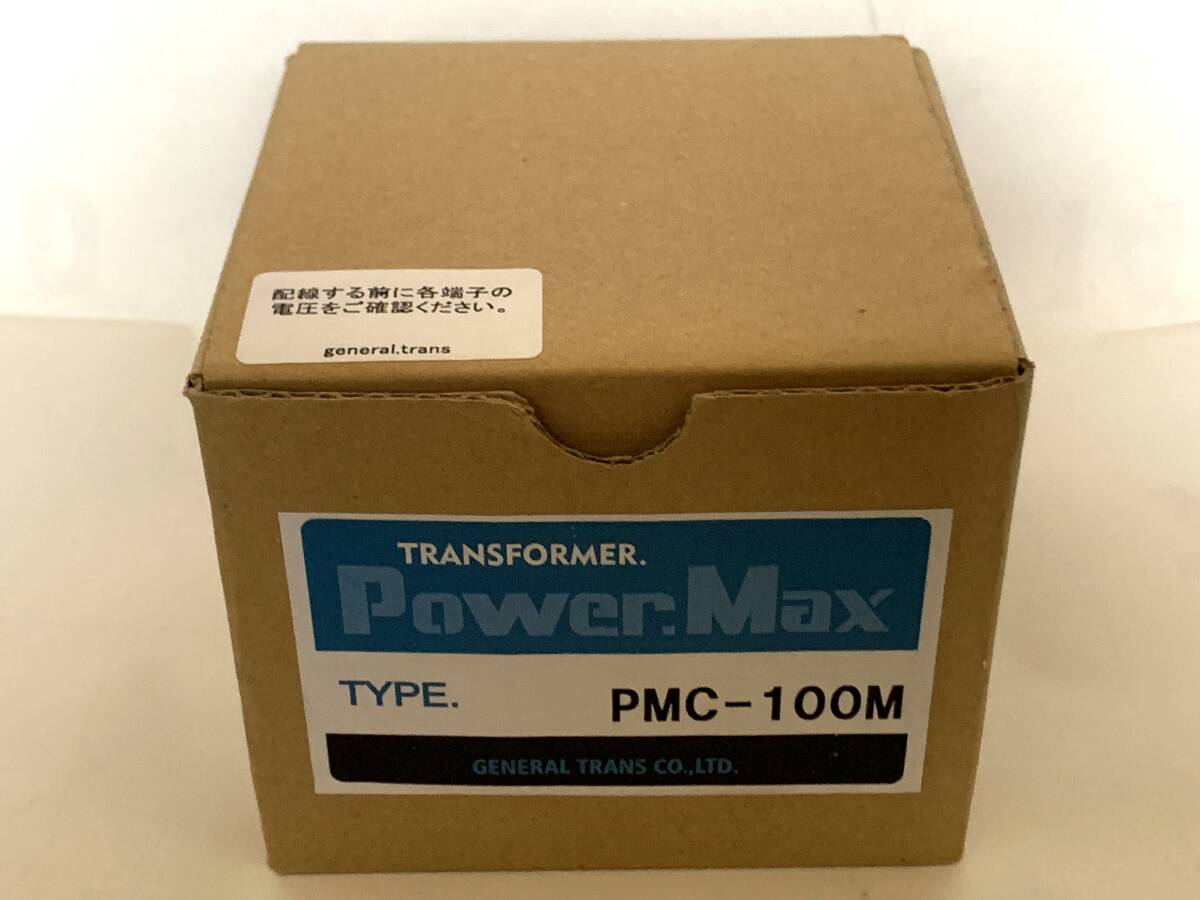 配線する前に各端子の
電圧をご確認ください。
general.trans
TRANSFORMER.
Power.Max
TYPE. PMC-100M
GENERAL TRANS CO.,LTD.